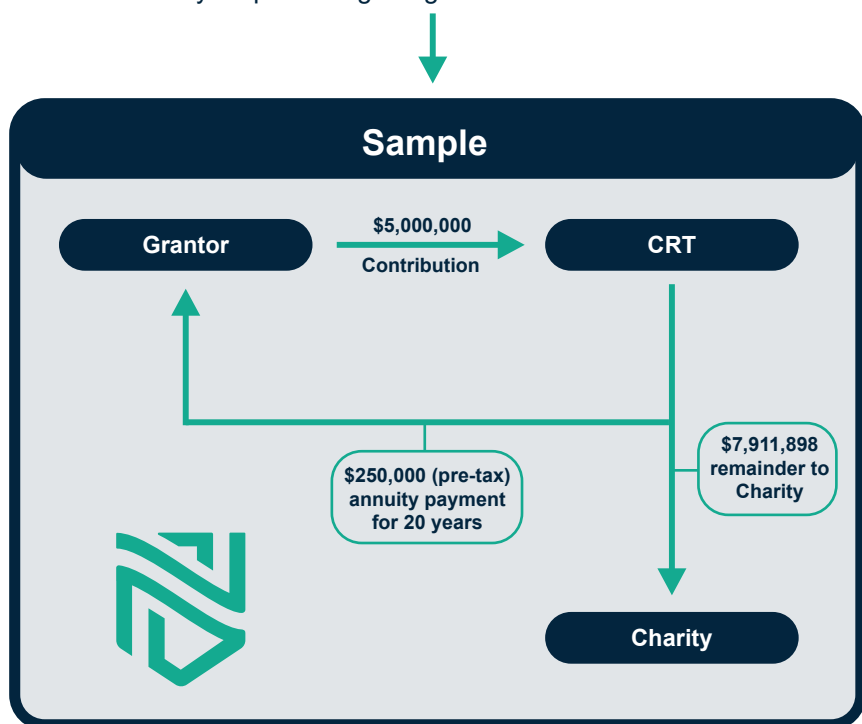 Sample
Grantor
$5,000,000
Contribution
CRT
$250,000 (pre-tax)
annuity payment
for 20 years
$7,911,898
remainder to
Charity
Charity